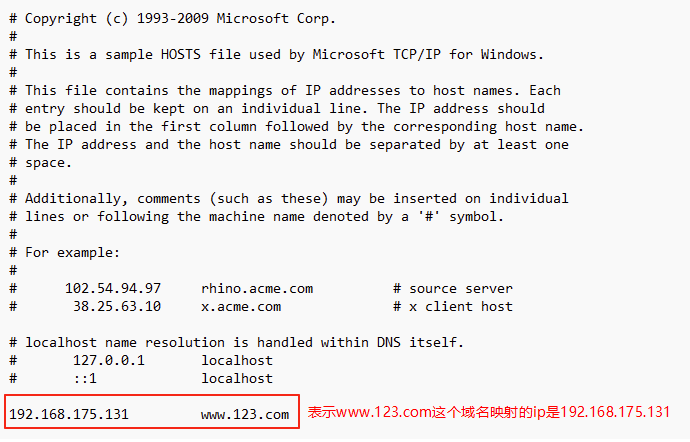 # Copyright (c) 1993-2009 Microsoft Corp.
#
# This is a sample HOSTS file used by Microsoft TCP/IP for Windows.
#
# This file contains the mappings of IP addresses to host names. Each
# entry should be kept on an individual line. The IP address should
# be placed in the first column followed by the corresponding host name.
# The IP address and the host name should be separated by at least one
# space.
#
# Additionally, comments (such as these) may be inserted on individual
# lines or following the machine name denoted by a '#' symbol.
#
# For example:
#
#      102.54.94.97     rhino.acme.com          # source server
#       38.25.63.10     x.acme.com              # x client host

# localhost name resolution is handled within DNS itself.
#       127.0.0.1       localhost
#       ::1             localhost

192.168.175.131         www.123.com 表示www.123.com这个域名映射的ip是192.168.175.131